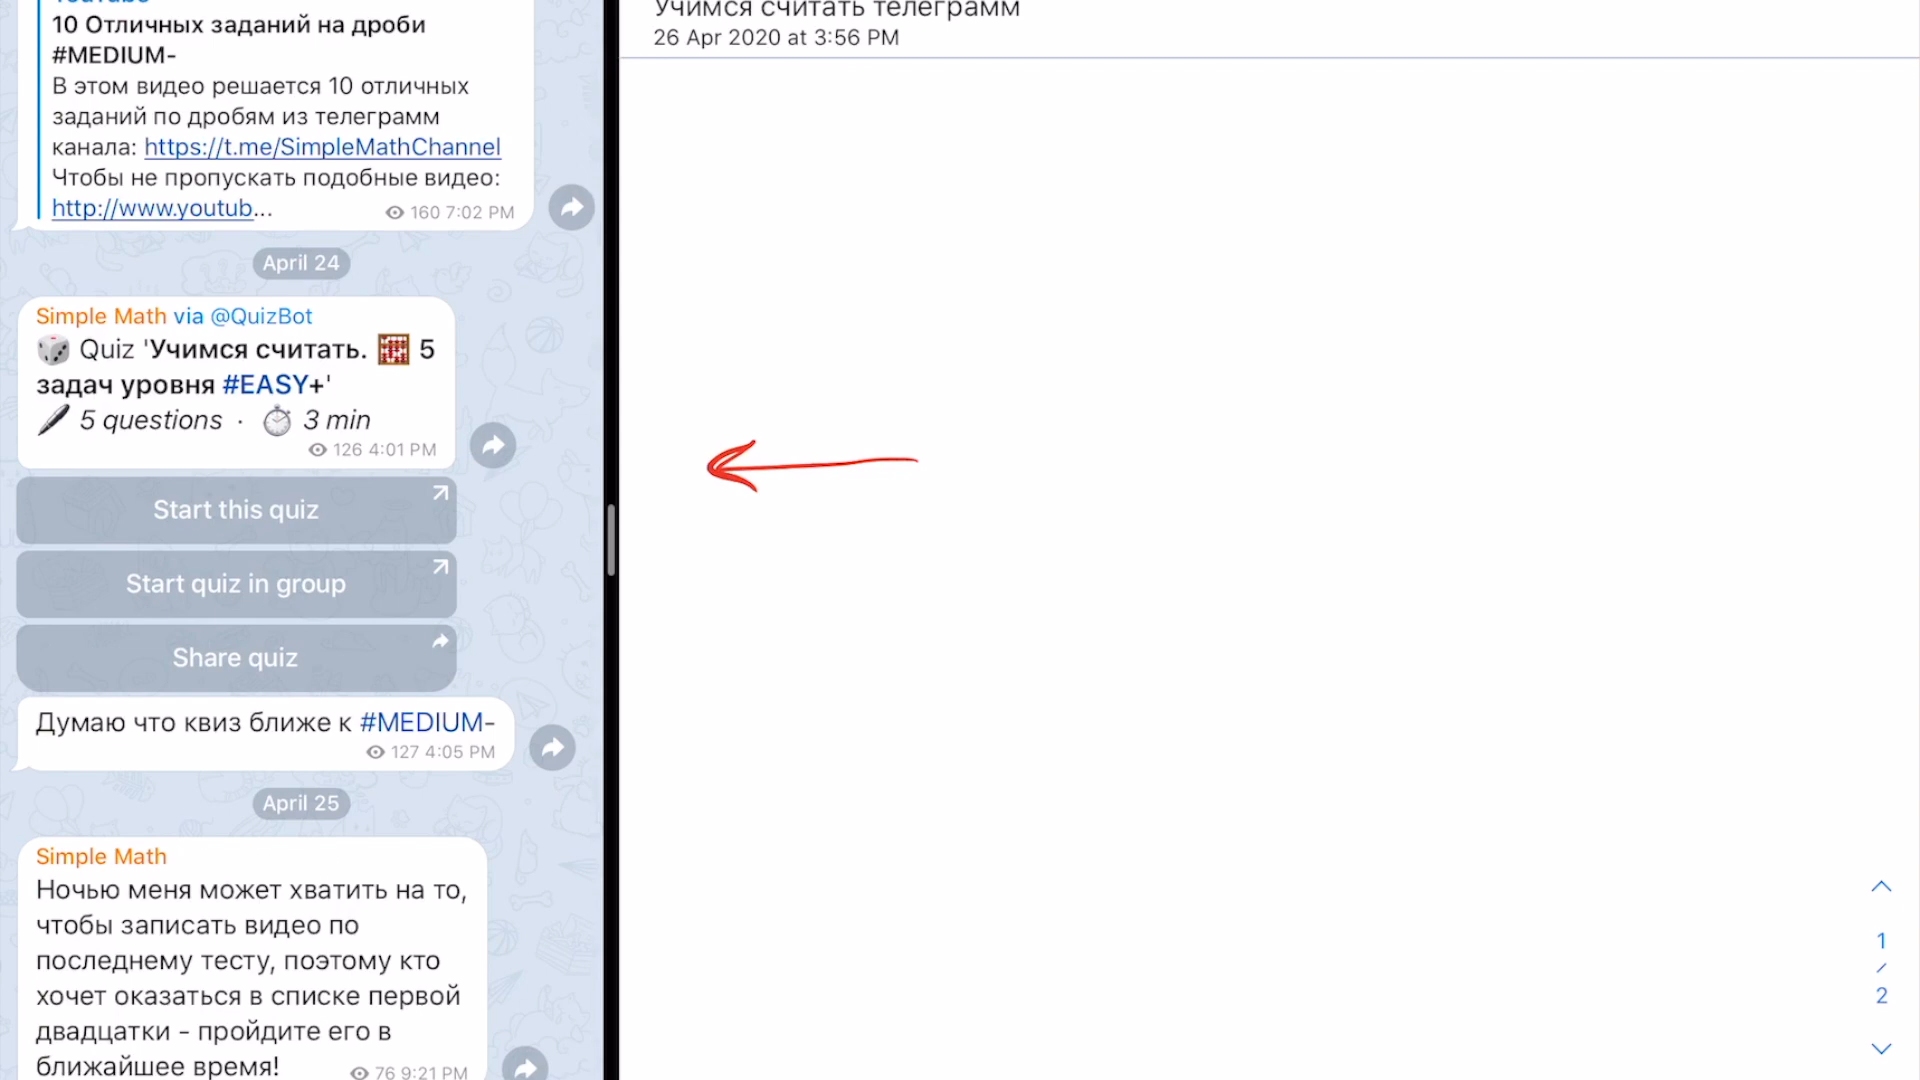 YouTube
10 Отличных заданий на дроби
#MEDIUM-
В этом видео решается 10 отличных
заданий по дробям из телеграмм
канала: https://t.me/SimpleMathChannel
Чтобы не пропускать подобные видео:
http://www.youtub...
160 7:02 PM
April 24
Simple Math via @QuizBot
Quiz 'Учимся считать. 5
задач уровня #EASY+'
5 questions · 3 min
126 4:01 PM
Start this quiz
Start quiz in group
Share quiz
Думаю что квиз ближе к #MEDIUM-
127 4:05 PM
April 25
Simple Math
Ночью меня может хватить на то,
чтобы записать видео по
последнему тесту, поэтому кто
хочет оказаться в списке первой
двадцатки - пройдите его в
ближайшее время!
76 9:21 PM
Учимся считать телеграмм
26 Apr 2020 at 3:56 PM
1
/
2